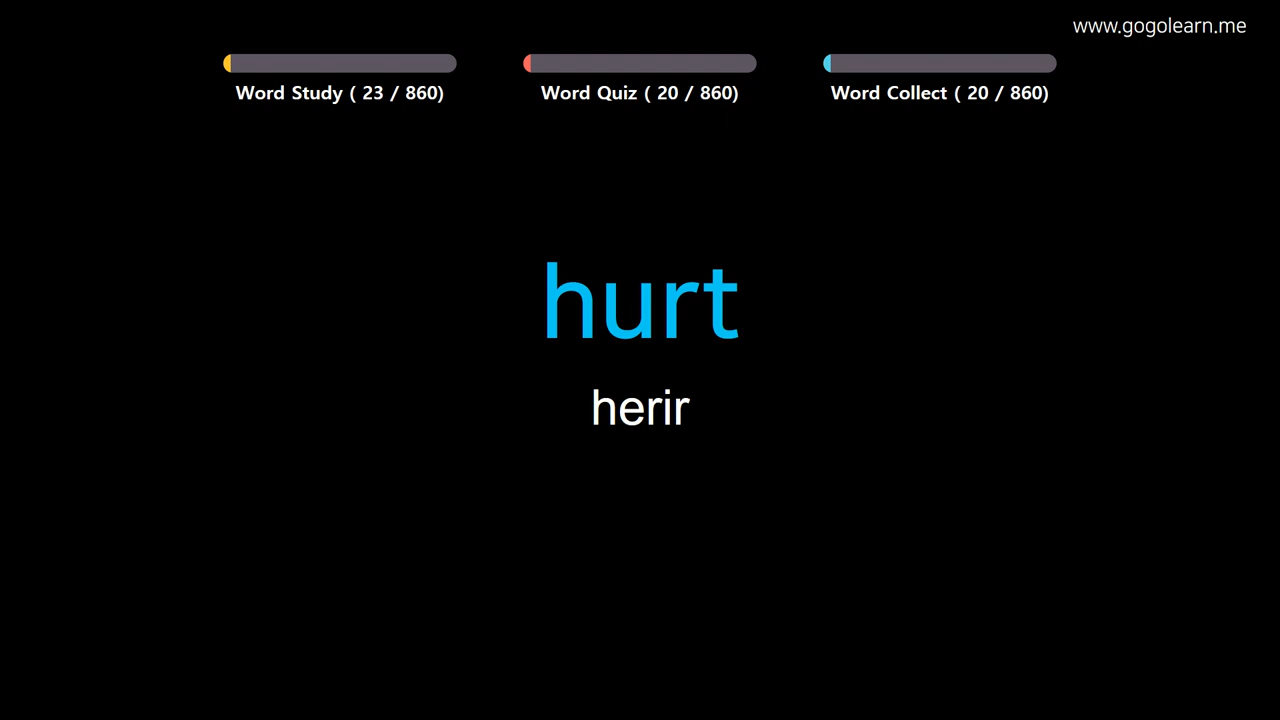 www.gogolearn.me
Word Study ( 23 / 860)
Word Quiz ( 20 / 860)
Word Collect ( 20 / 860)
hurt
herir